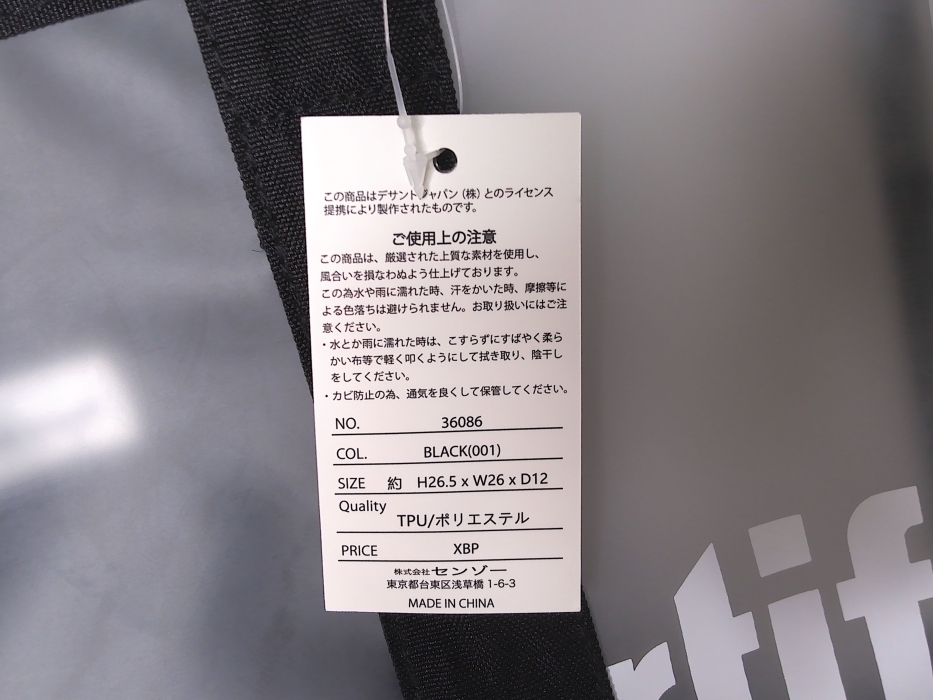 この商品はデサントジャパン(株)とのライセンス
提携により製作されたものです。
ご使用上の注意
この商品は、厳選された上質な素材を使用し、
風合いを損なわぬよう仕上げております。
この為水や雨に濡れた時、汗をかいた時、摩擦等に
よる色落ちは避けられません。お取り扱いにはご注
意ください。
・水とか雨に濡れた時は、こすらずにすばやく柔ら
かい布等で軽く叩くようにして拭き取り、陰干し
をしてください。
・カビ防止の為、通気を良くして保管してください。
NO. 36086
COL. BLACK(001)
SIZE 約 H26.5 x W26 x D12
Quality
TPU/ポリエステル
PRICE XBP
株式会社センゾー
東京都台東区浅草橋 1-6-3
MADE IN CHINA
rtif